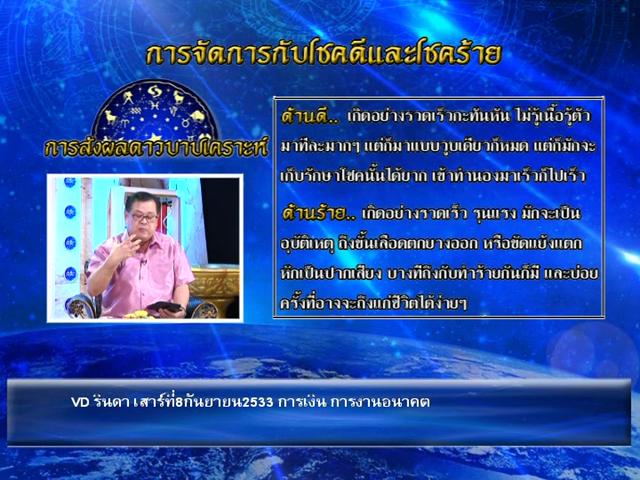 การจัดการกับโชคดีและโชคร้าย
การส่งผลดาวบาปเคราะห์
ด้านดี.. เกิดอย่างรวดเร็วกะทันหัน ไม่รู้เนื้อรู้ตัว
มาทีละมากๆ แต่ก็มาแบบวูบเดียวก็หมด แต่ก็มักจะ
เก็บรักษาโชคนั้นได้ยาก เข้าทำนองมาเร็วก็ไปเร็ว
ด้านร้าย.. เกิดอย่างรวดเร็ว รุนแรง มักจะเป็น
อุบัติเหตุ ถึงขั้นเลือดตกยางออก หรือขัดแย้งแตก
หักเป็นปากเสียง บางทีถึงกับทำร้ายกันก็มี และบ่อย
ครั้งที่อาจจะถึงแก่ชีวิตได้ง่ายๆ
VD รินดา เสาร์ที่8กันยายน2533 การเงิน การงานอนาคต